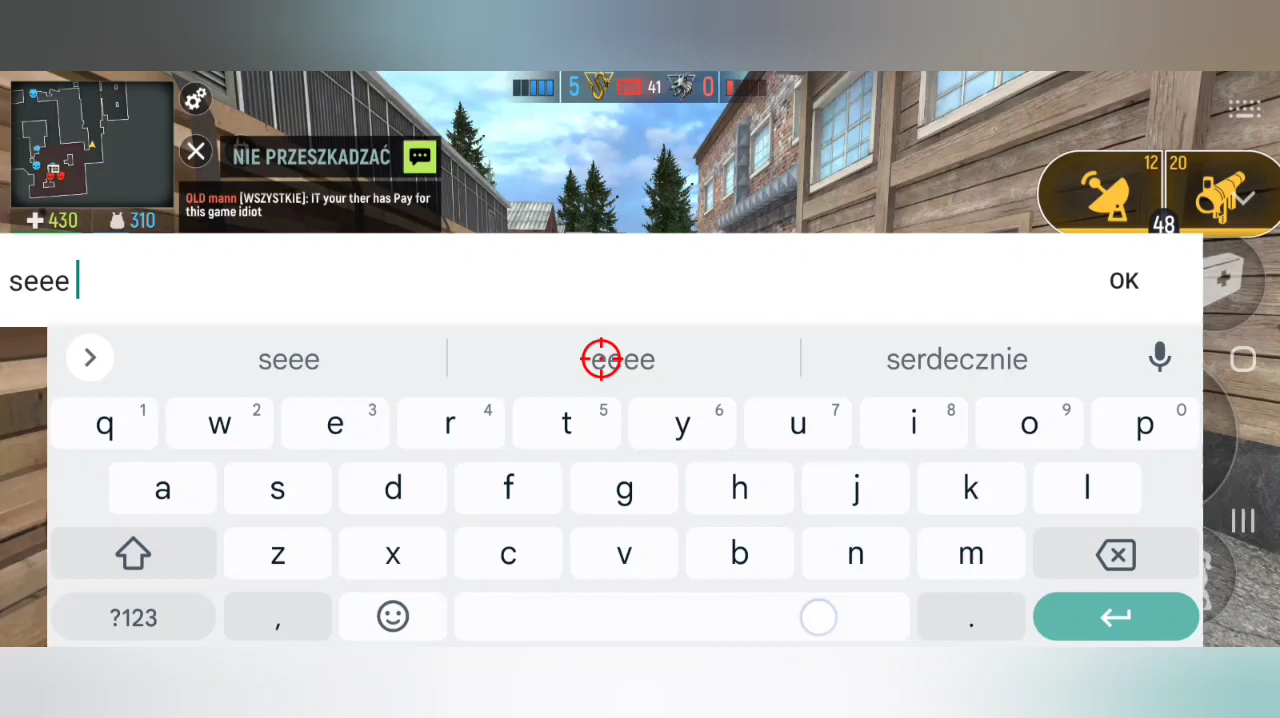 5 41 0
NIE PRZESZKADZAĆ
12 20
OLD mann [WSZYSTKIE]: IT your ther has Pay for
this game idiot
430 310
48
seee
OK
seee eeee serdecznie
q 1 w 2 e 3 r 4 t 5 y 6 u 7 i 8 o 9 p 0
a s d f g h j k l
z x c v b n m
?123 , .